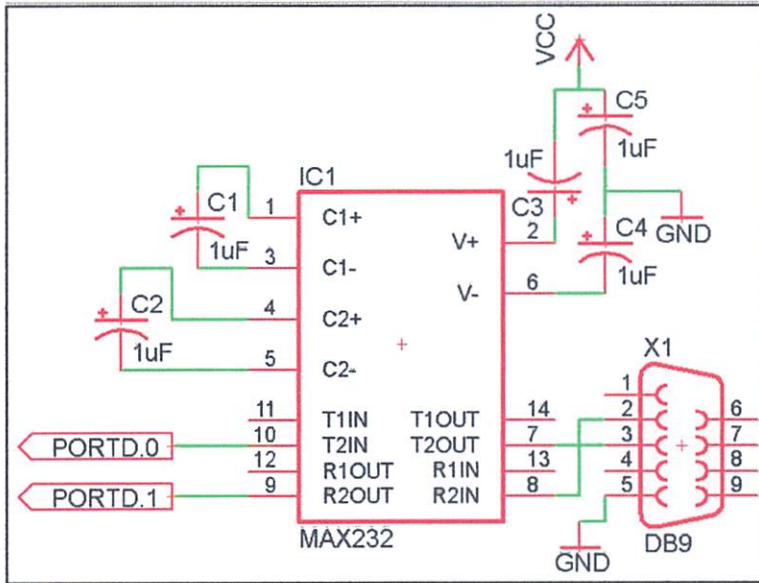 VCC
C5
1uF
1uF
IC1
C1
1
C1+
1uF
3
C1-
C3
2
V+
C4
GND
1uF
6
V-
C2
4
C2+
1uF
5
C2-
X1
1
11
T1IN
T1OUT
14
2
6
PORTD.0
10
T2IN
T2OUT
7
3
7
12
R1OUT
R1IN
13
4
8
PORTD.1
9
R2OUT
R2IN
8
5
9
MAX232
GND
DB9